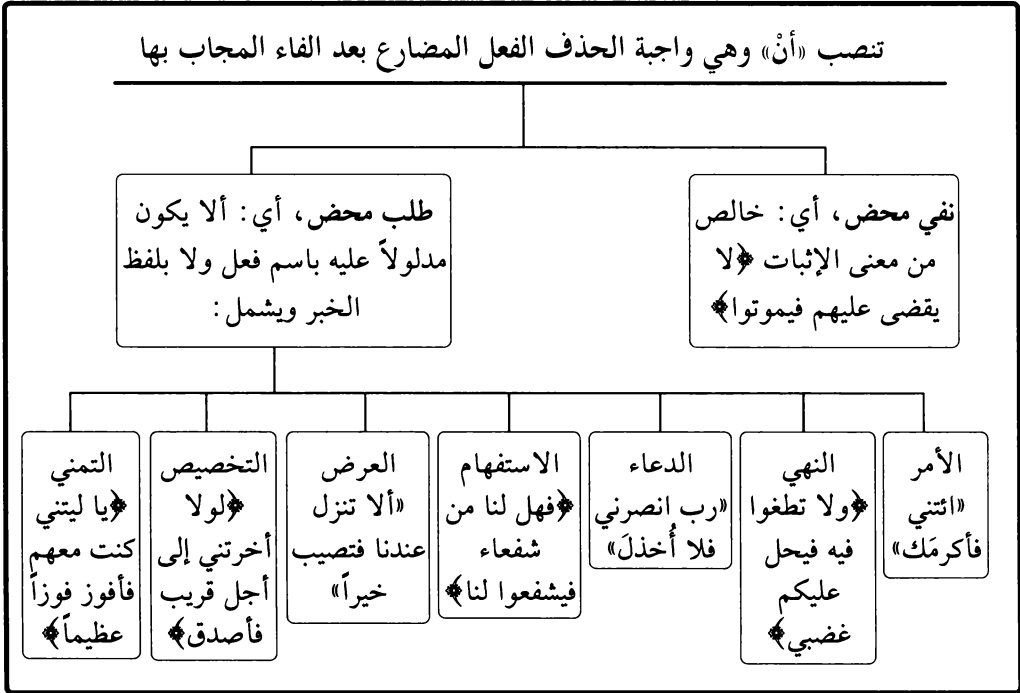 تنصب «أنْ» وهي واجبة الحذف الفعل المضارع بعد الفاء المجاب بها
نفي محض، أي: خالص
من معنى الإثبات ﴿لا
يقضى عليهم فيموتوا﴾
طلب محض، أي: ألا يكون
مدلولاً عليه باسم فعل ولا بلفظ
الخبر ويشمل:
الأمر
«ائتني
فأكرمَك»
النهي
﴿ولا تطغوا
فيه فيحل
عليكم
غضبي﴾
الدعاء
«رب انصرني
فلا أُخذلَ»
الاستفهام
﴿فهل لنا من
شفعاء
فيشفعوا لنا﴾
العرض
«ألا تنزل
عندنا فتصيب
خيراً»
التخصيص
﴿لولا
أخرتني إلى
أجل قريب
فأصدق﴾
التمني
﴿يا ليتني
كنت معهم
فأفوز فوزاً
عظيماً﴾